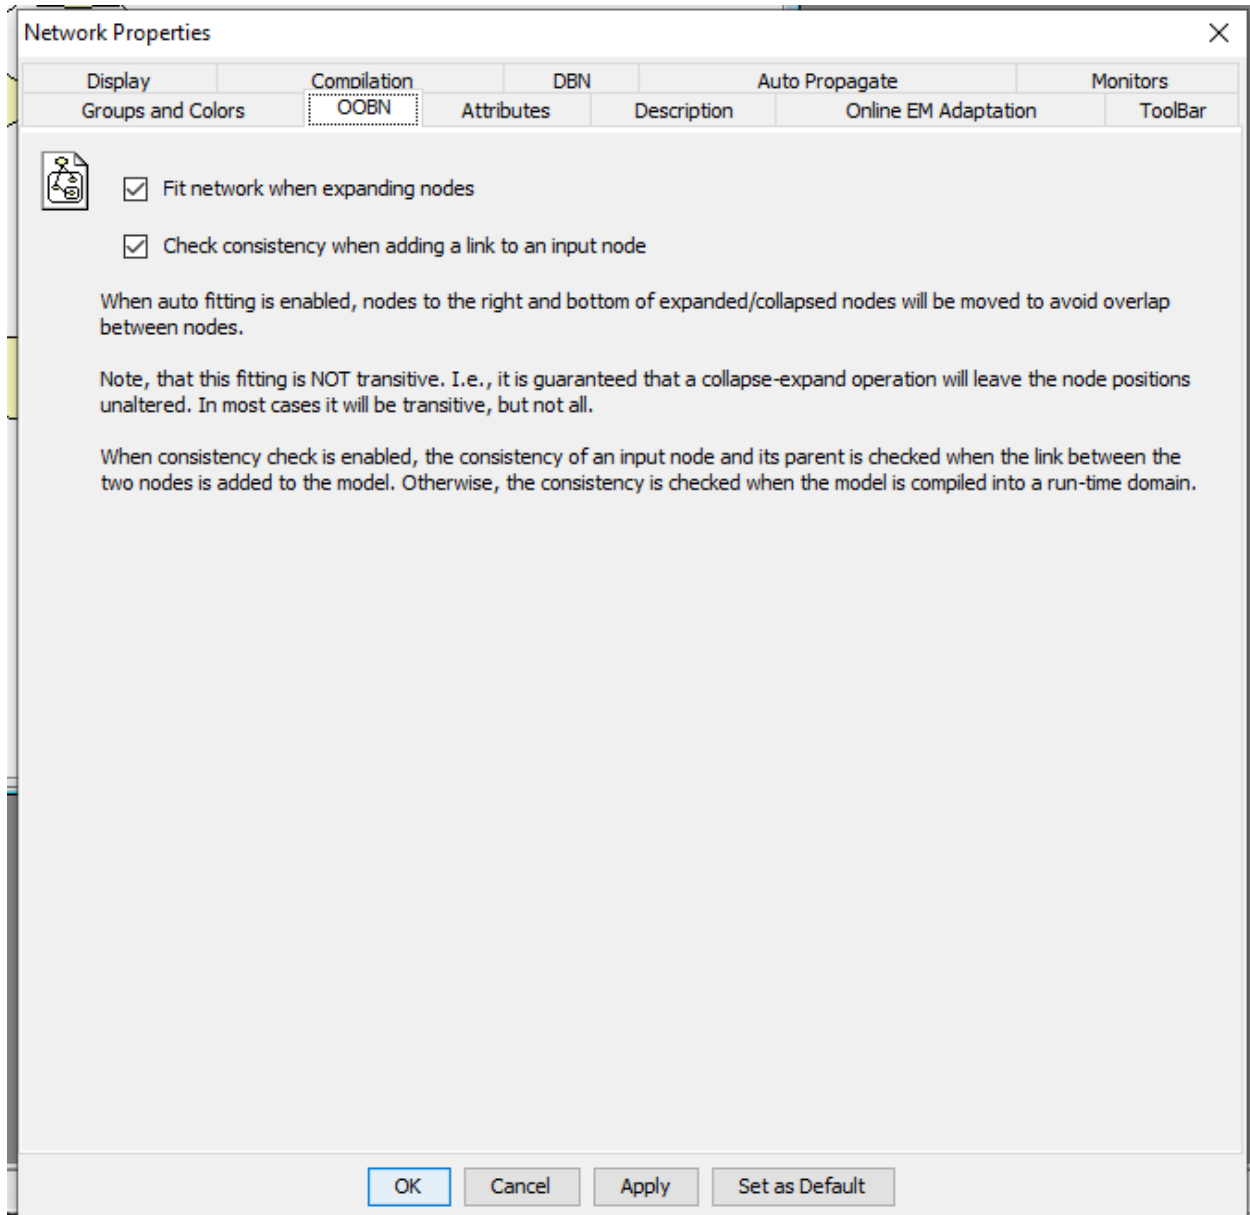 Network Properties
Display Compilation DBN Auto Propagate Monitors
Groups and Colors OOBN Attributes Description Online EM Adaptation ToolBar
Fit network when expanding nodes
Check consistency when adding a link to an input node
When auto fitting is enabled, nodes to the right and bottom of expanded/collapsed nodes will be moved to avoid overlap
between nodes.
Note, that this fitting is NOT transitive. I.e., it is guaranteed that a collapse-expand operation will leave the node positions
unaltered. In most cases it will be transitive, but not all.
When consistency check is enabled, the consistency of an input node and its parent is checked when the link between the
two nodes is added to the model. Otherwise, the consistency is checked when the model is compiled into a run-time domain.
OK Cancel Apply Set as Default